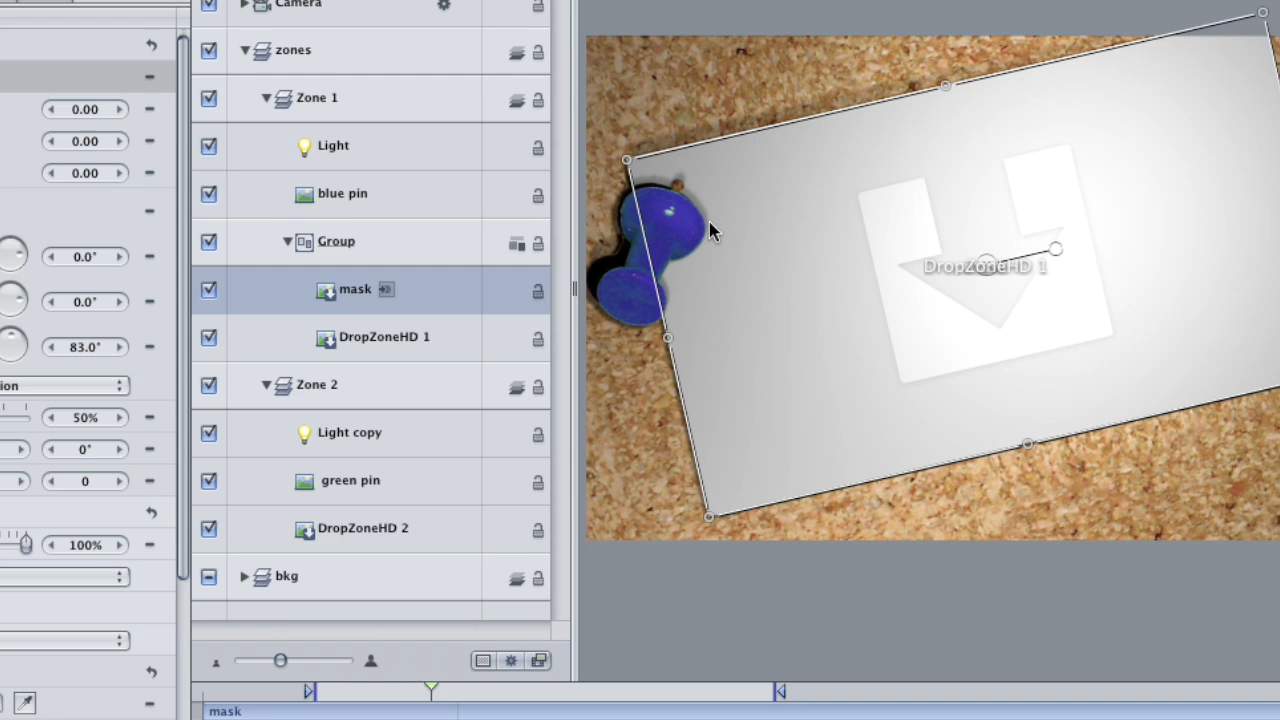 Camera
zones
0.00
Zone 1
0.00
Light
0.00
blue pin
Group
0.0°
DropZoneHD 1
mask
0.0°
DropZoneHD 1
83.0°
ion
Zone 2
50%
Light copy
0°
green pin
0
DropZoneHD 2
100%
bkg
mask